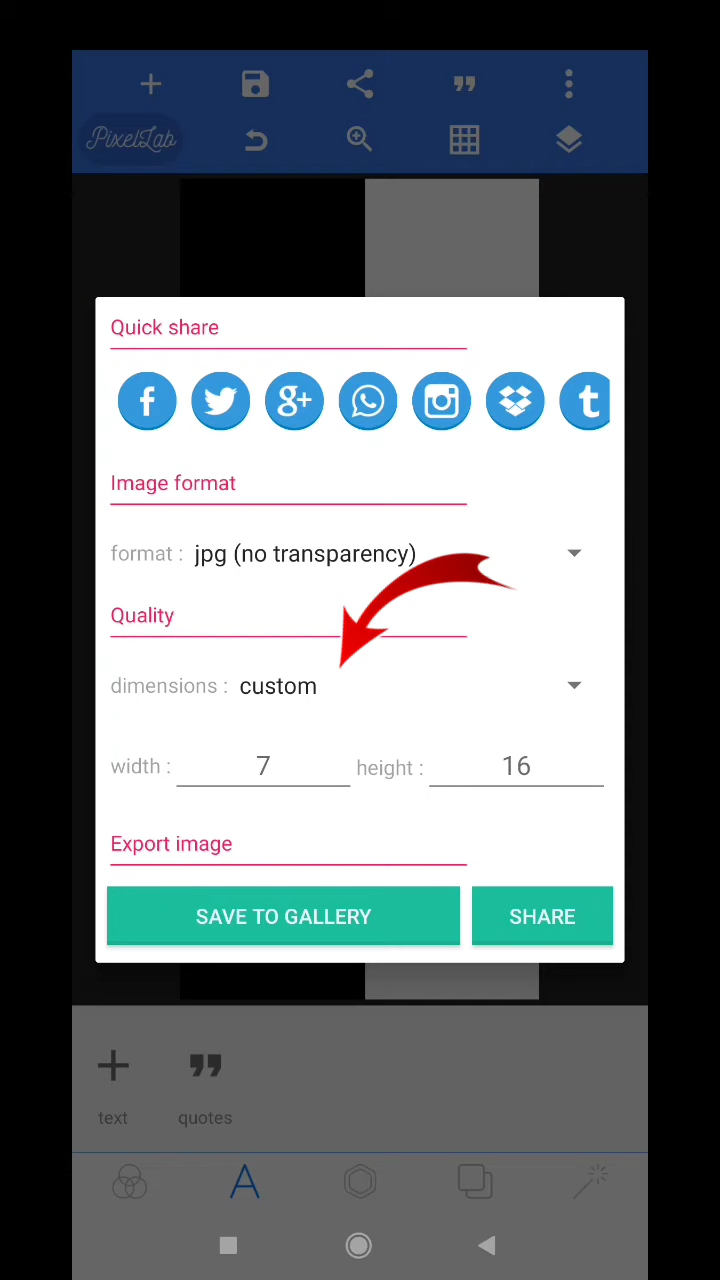 PixelLab
Quick share
Image format
format : jpg (no transparency)
Quality
dimensions : custom
width : 7 height : 16
Export image
SAVE TO GALLERY SHARE
text quotes